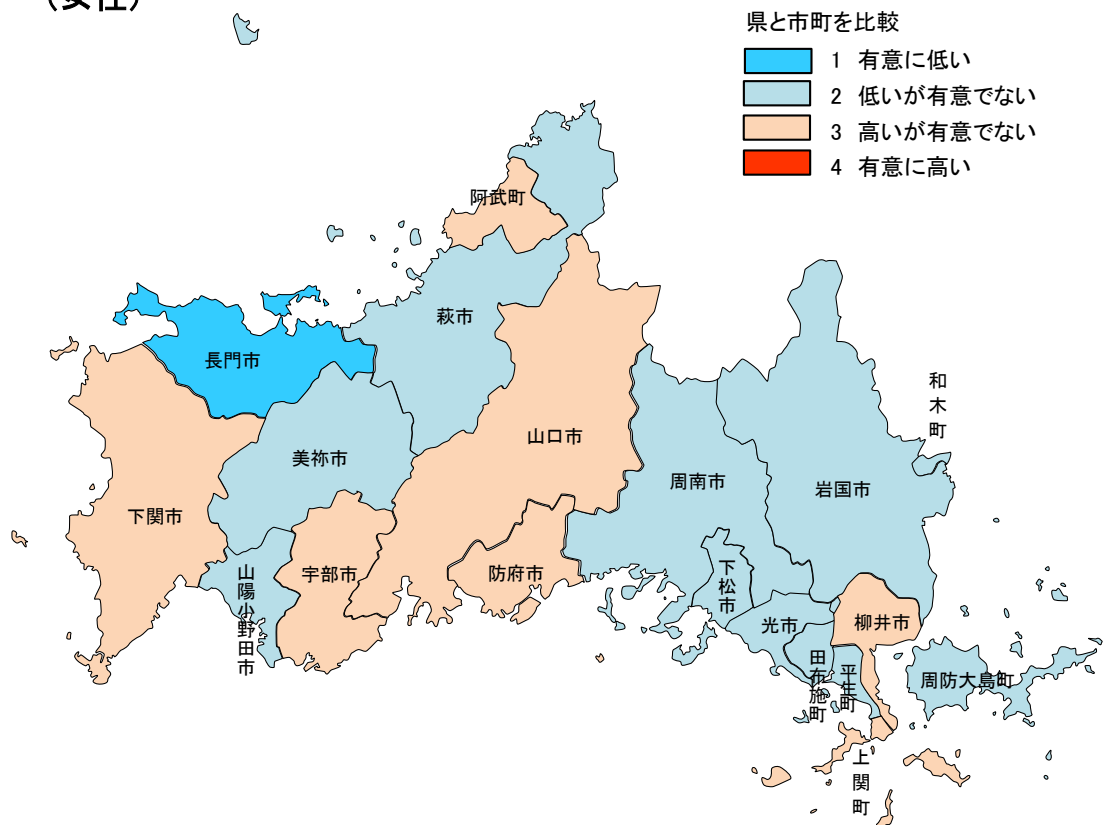 (女性)
県と市町を比較
1 有意に低い
2 低いが有意でない
3 高いが有意でない
4 有意に高い
阿武町
萩市
長門市
和木町
山口市
美祢市
周南市
岩国市
下関市
宇部市
防府市
山陽小野田市
下松市
光市
柳井市
田布施町
平生町
周防大島町
上関町